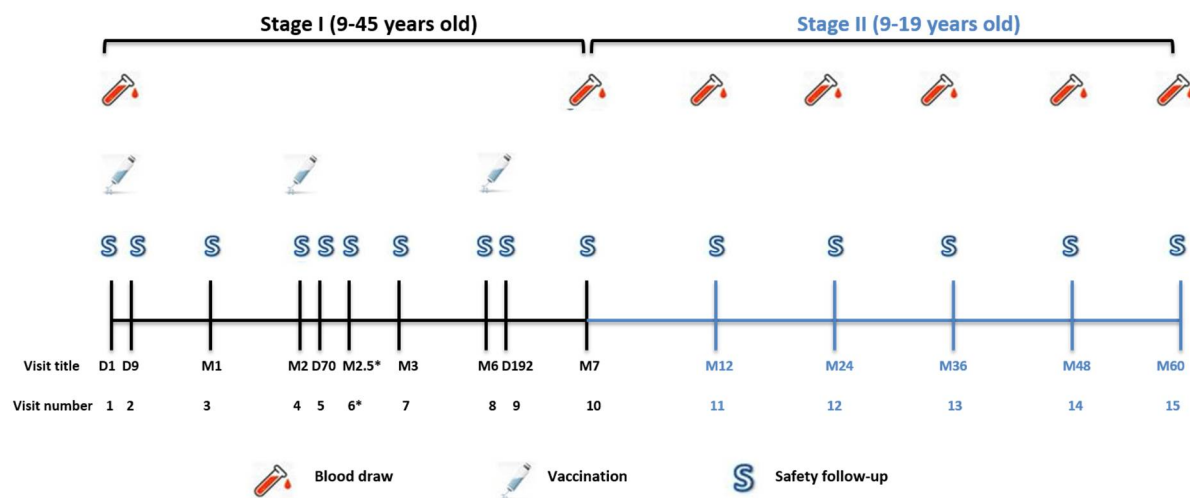 Stage I (9-45 years old) Stage II (9-19 years old)
S S S S S S S S S S S S S S S
Visit title D1 D9 M1 M2 D70 M2.5* M3 M6 D192 M7 M12 M24 M36 M48 M60
Visit number 1 2 3 4 5 6* 7 8 9 10 11 12 13 14 15
Blood draw Vaccination S Safety follow-up